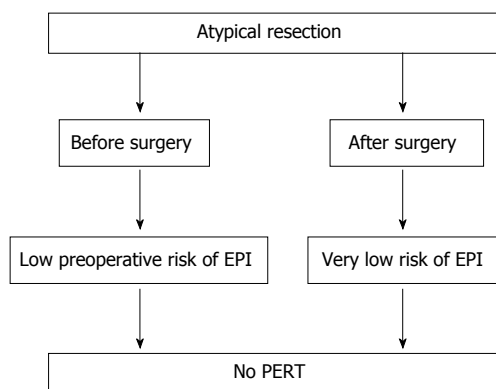 Atypical resection
Before surgery
After surgery
Low preoperative risk of EPI
Very low risk of EPI
No PERT